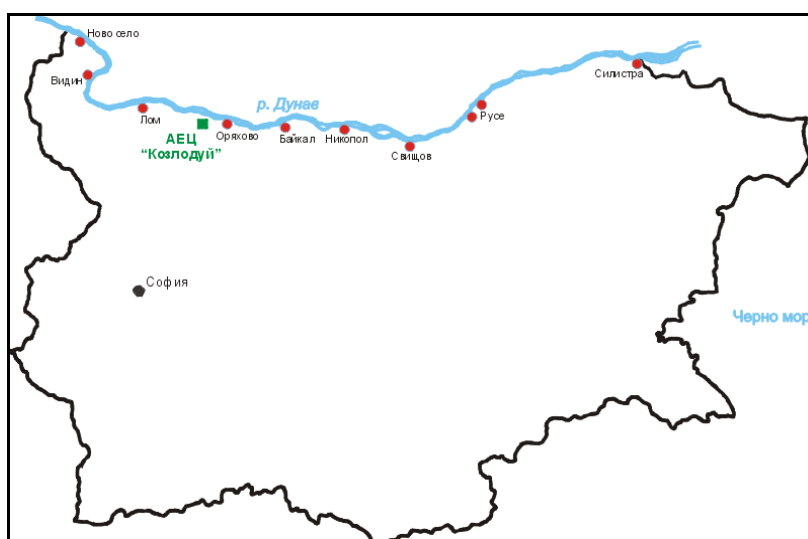 Ново село
Видин
Лом
АЕЦ
“Козлодуй”
Оряхово
р. Дунав
Байкал
Никопол
Свищов
Русе
Силистра
София
Черно мор